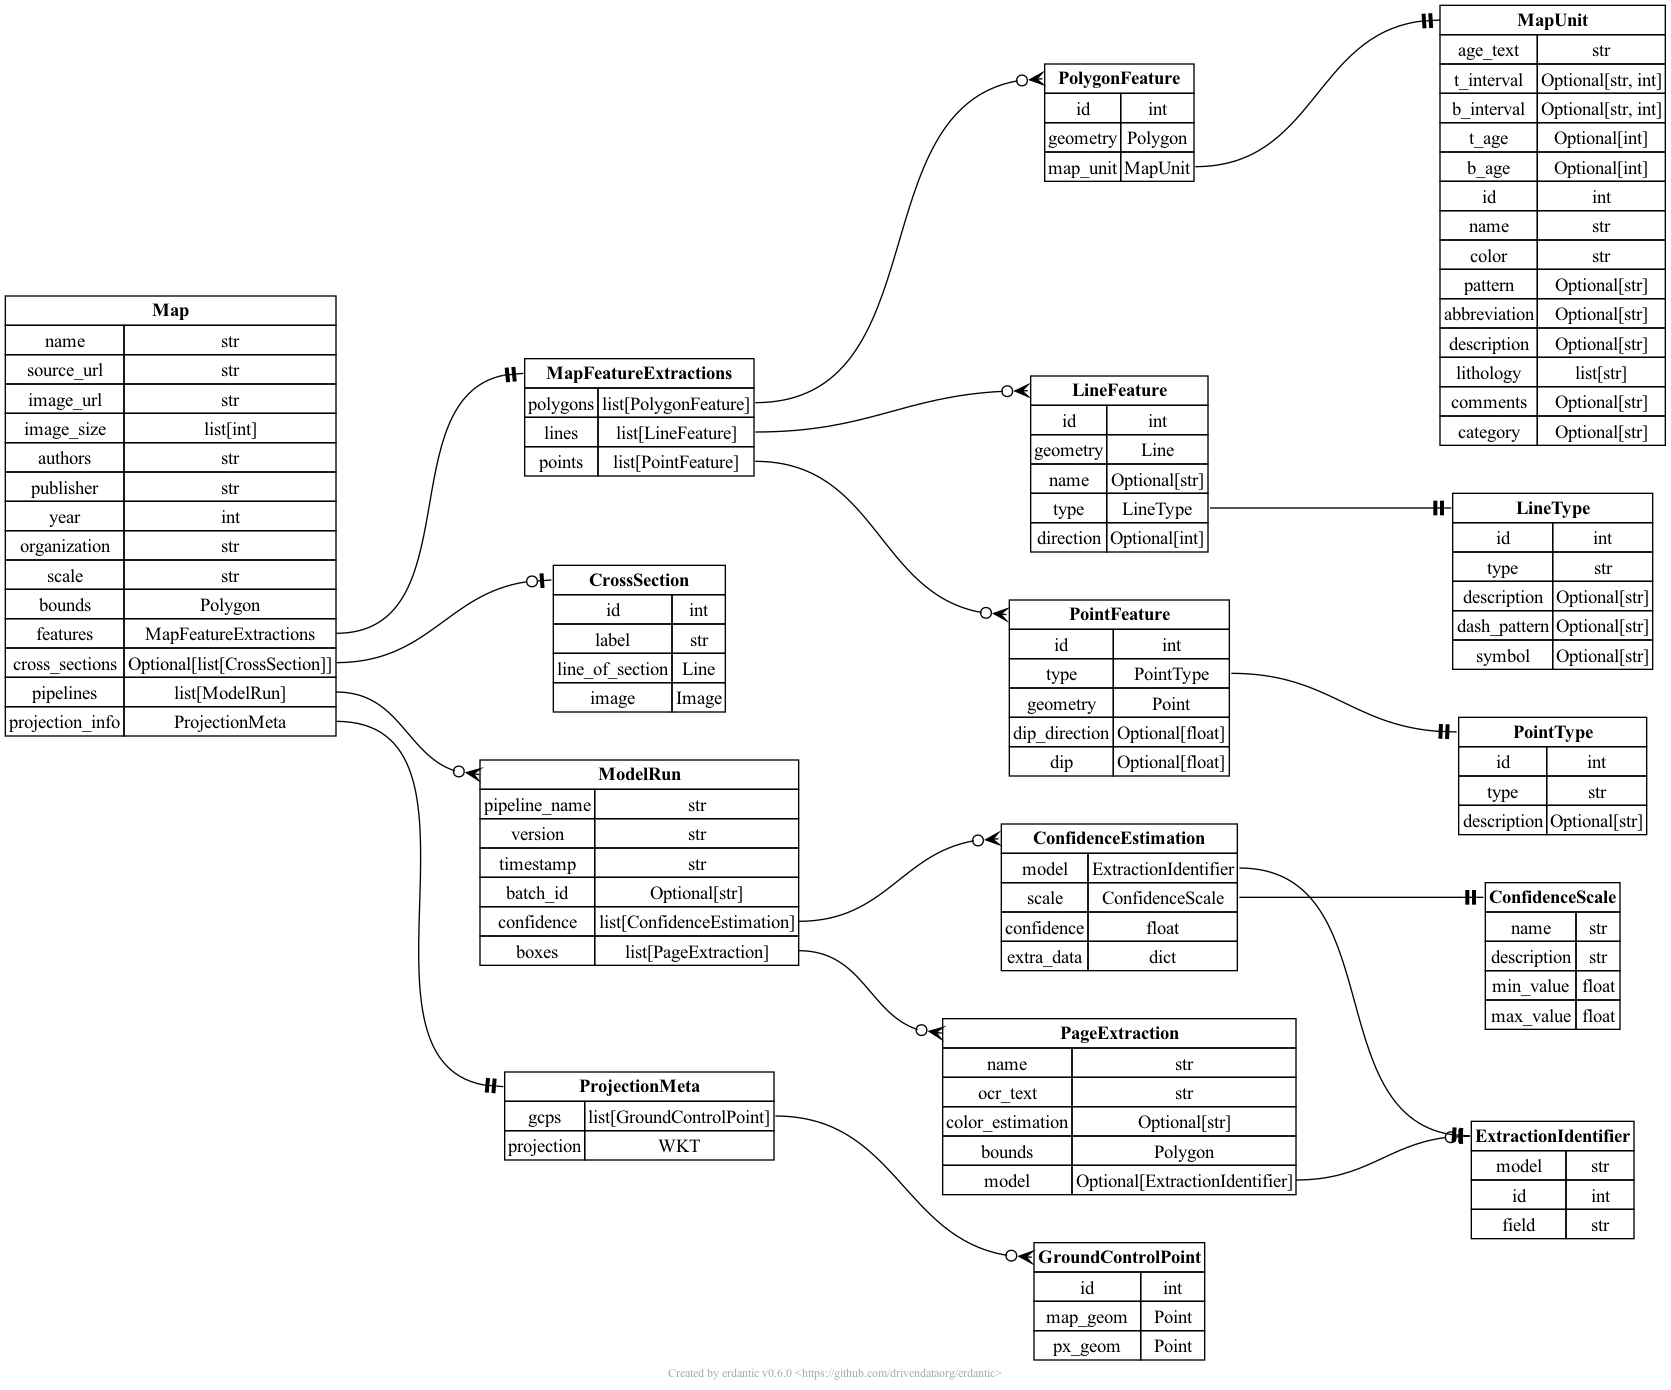 Map
name str
source_url str
image_url str
image_size list[int]
authors str
publisher str
year int
organization str
scale str
bounds Polygon
features MapFeatureExtractions
cross_sections Optional[list[CrossSection]]
pipelines list[ModelRun]
projection_info ProjectionMeta
MapFeatureExtractions
polygons list[PolygonFeature]
lines list[LineFeature]
points list[PointFeature]
CrossSection
id int
label str
line_of_section Line
image Image
ModelRun
pipeline_name str
version str
timestamp str
batch_id Optional[str]
confidence list[ConfidenceEstimation]
boxes list[PageExtraction]
ProjectionMeta
gcps list[GroundControlPoint]
projection WKT
PolygonFeature
id int
geometry Polygon
map_unit MapUnit
LineFeature
id int
geometry Line
name Optional[str]
type LineType
direction Optional[int]
PointFeature
id int
type PointType
geometry Point
dip_direction Optional[float]
dip Optional[float]
ConfidenceEstimation
model ExtractionIdentifier
scale ConfidenceScale
confidence float
extra_data dict
PageExtraction
name str
ocr_text str
color_estimation Optional[str]
bounds Polygon
model Optional[ExtractionIdentifier]
GroundControlPoint
id int
map_geom Point
px_geom Point
MapUnit
age_text str
t_interval Optional[str, int]
b_interval Optional[str, int]
t_age Optional[int]
b_age Optional[int]
id int
name str
color str
pattern Optional[str]
abbreviation Optional[str]
description Optional[str]
lithology list[str]
comments Optional[str]
category Optional[str]
LineType
id int
type str
description Optional[str]
dash_pattern Optional[str]
symbol Optional[str]
PointType
id int
type str
description Optional[str]
ConfidenceScale
name str
description str
min_value float
max_value float
ExtractionIdentifier
model str
id int
field str
Created by erdantic v0.6.0 <https://github.com/drivendataorg/erdantic>